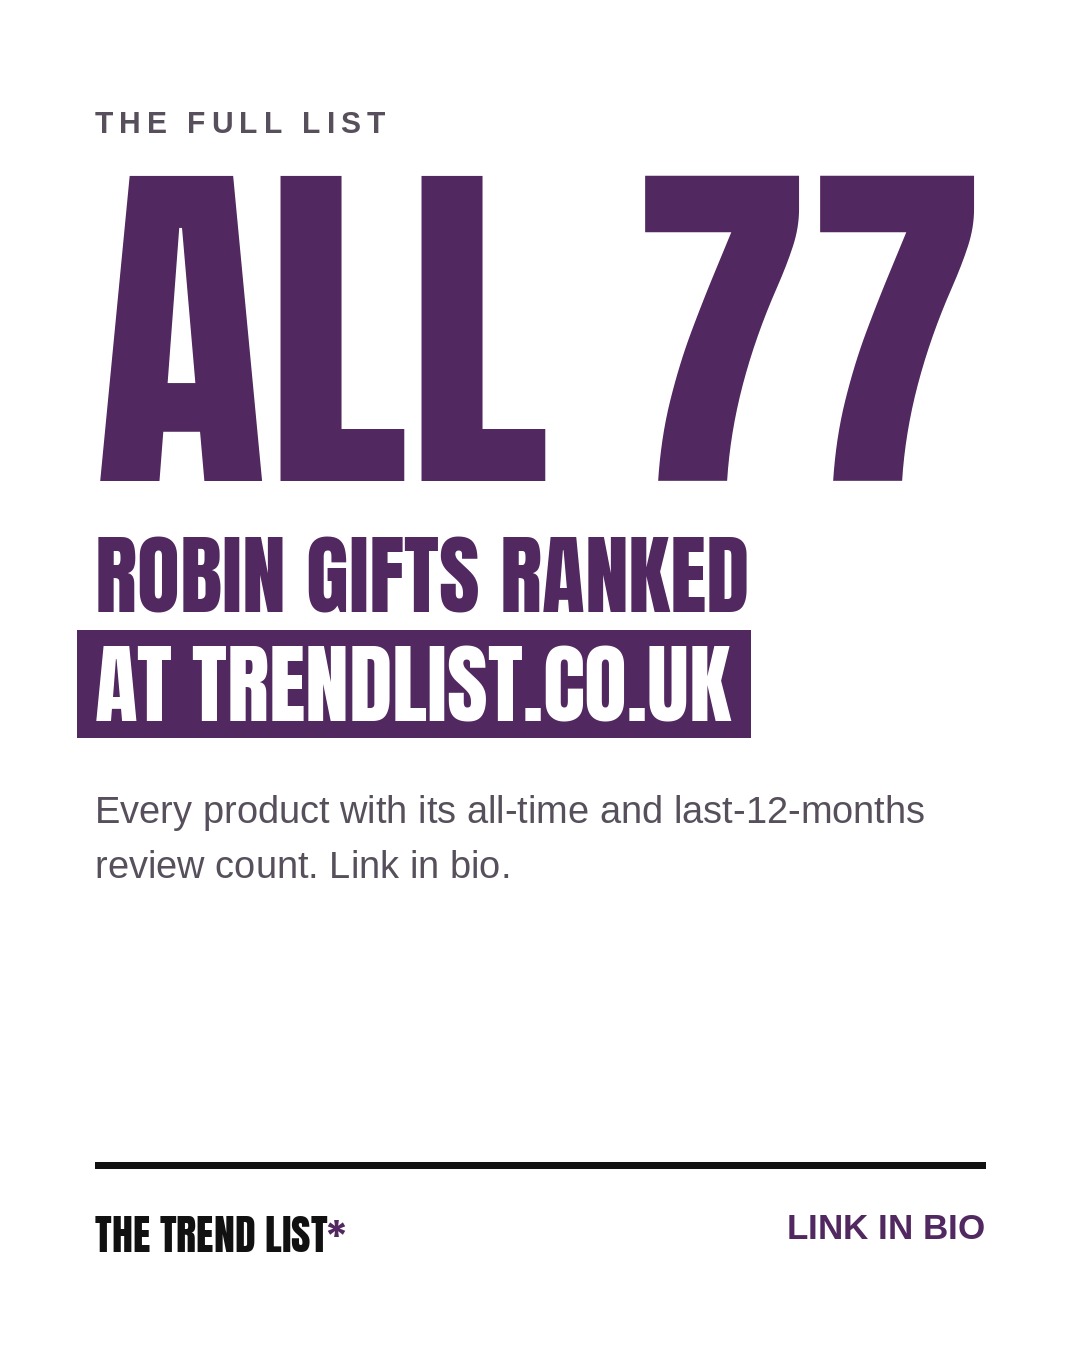 THE FULL LIST
ALL 77
ROBIN GIFTS RANKED
AT TRENDLIST.CO.UK
Every product with its all-time and last-12-months
review count. Link in bio.
THE TREND LIST*
LINK IN BIO